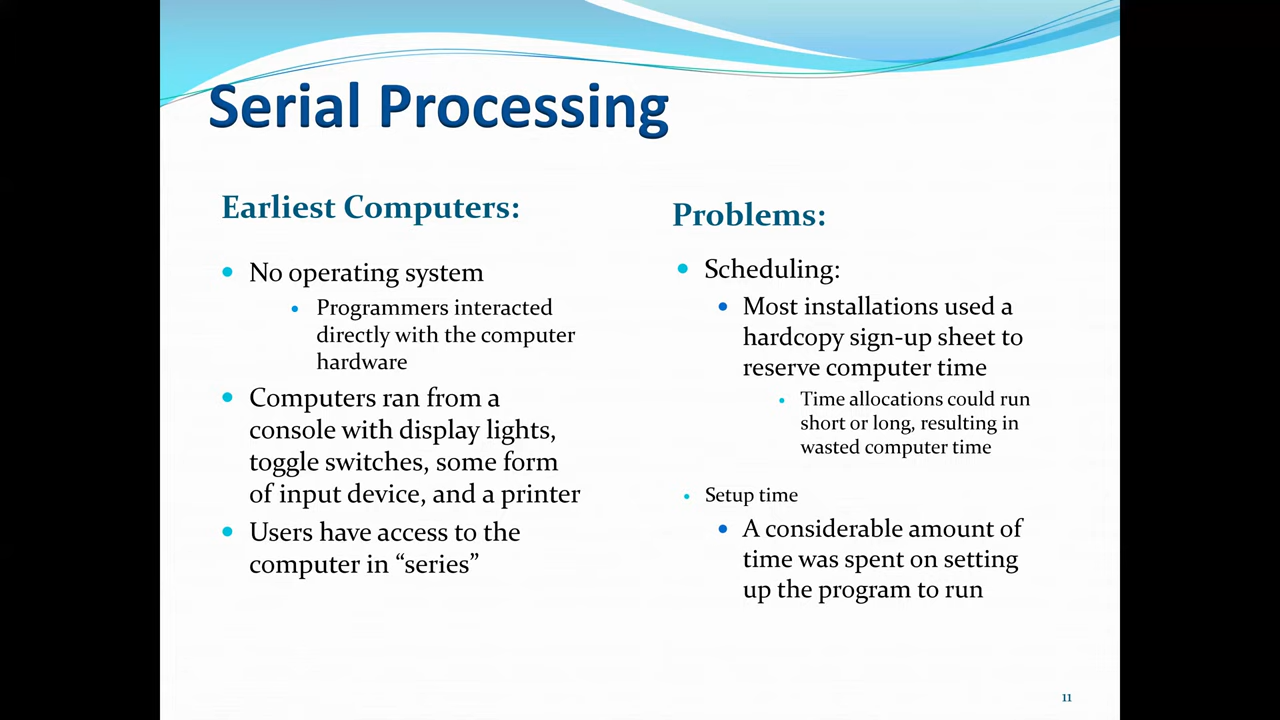 Serial Processing
Earliest Computers:
• No operating system
• Programmers interacted
directly with the computer
hardware
• Computers ran from a
console with display lights,
toggle switches, some form
of input device, and a printer
• Users have access to the
computer in “series”
Problems:
• Scheduling:
• Most installations used a
hardcopy sign-up sheet to
reserve computer time
• Time allocations could run
short or long, resulting in
wasted computer time
• Setup time
• A considerable amount of
time was spent on setting
up the program to run
11